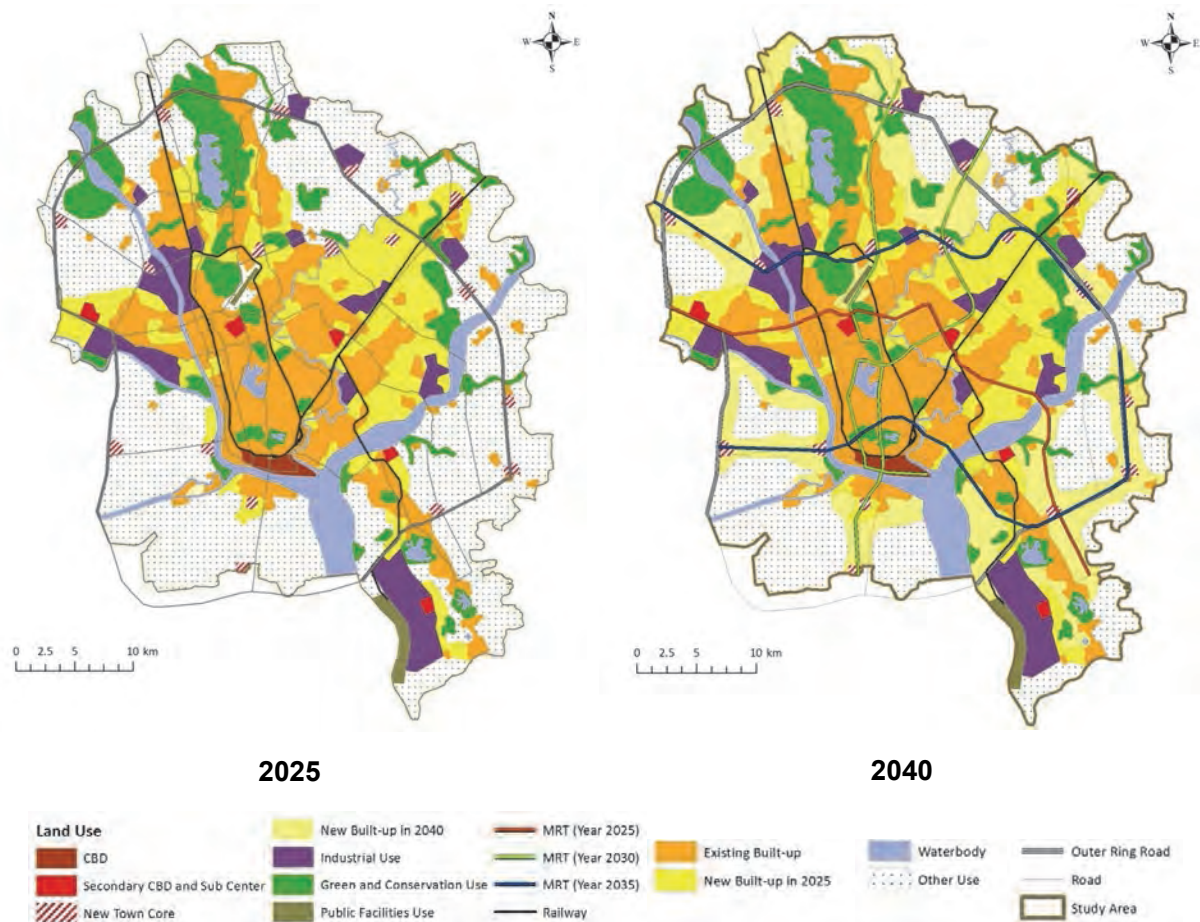 N
W E
S
N
W E
S
0 2.5 5 10 km
0 2.5 5 10 km
2025
2040
Land Use
CBD
Secondary CBD and Sub Center
New Town Core
New Built-up in 2040
Industrial Use
Green and Conservation Use
Public Facilities Use
MRT (Year 2025)
MRT (Year 2030)
MRT (Year 2035)
Railway
Existing Built-up
New Built-up in 2025
Waterbody
Other Use
Outer Ring Road
Road
Study Area